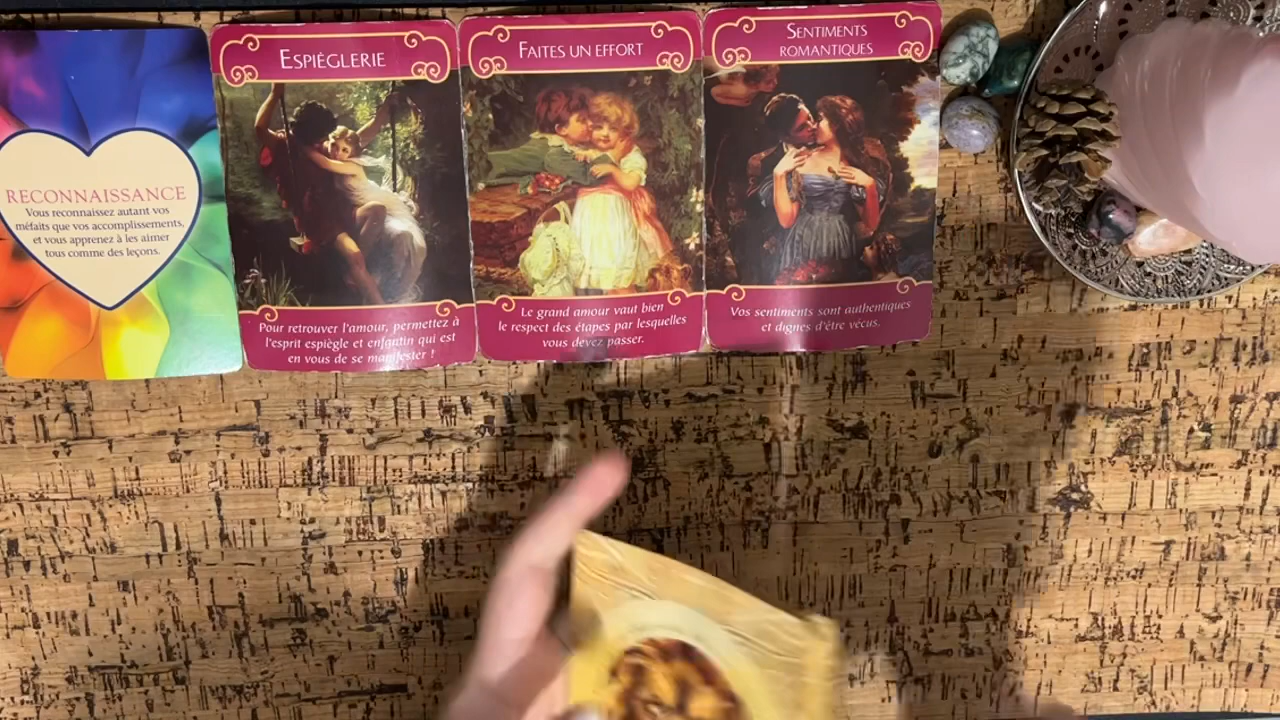 RECONNAISSANCE
Vous reconnaissez autant vos
méfaits que vos accomplissements,
et vous apprenez à les aimer
tous comme des leçons.
ESPIÈGLERIE
Pour retrouver l'amour, permettez à
l'esprit espiègle et enfantin qui est
en vous de se manifester !
FAITES UN EFFORT
Le grand amour vaut bien
le respect des étapes par lesquelles
vous devez passer.
SENTIMENTS
ROMANTIQUES
Vos sentiments sont authentiques
et dignes d'être vécus.